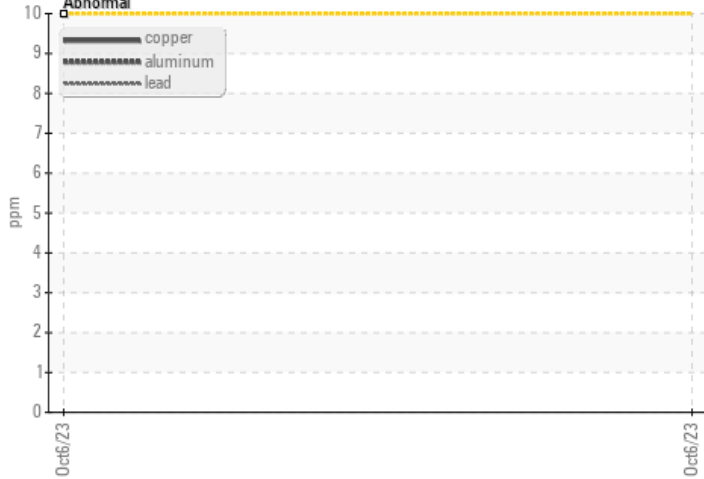 Abnormal
10
copper
9
aluminum
lead
8
7
6
ppm
5
4
3
2
1
0
Oct6/23
Oct6/23